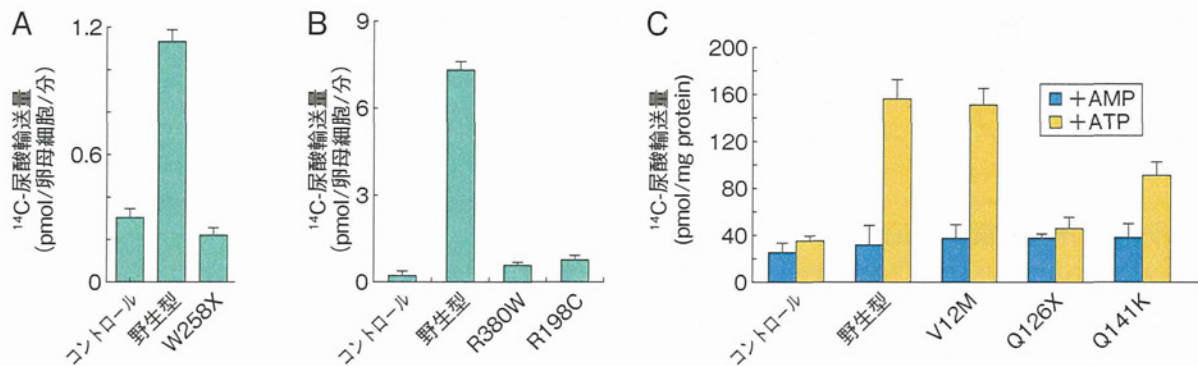 A
¹⁴C-尿酸輸送量
(pmol/卵母細胞/分)
1.2
0.6
0
コントロール
野生型
W258X
B
¹⁴C-尿酸輸送量
(pmol/卵母細胞/分)
9
6
3
0
コントロール
野生型
R380W
R198C
C
¹⁴C-尿酸輸送量
(pmol/mg protein)
200
160
120
80
40
0
+AMP
+ATP
コントロール
野生型
V12M
Q126X
Q141K